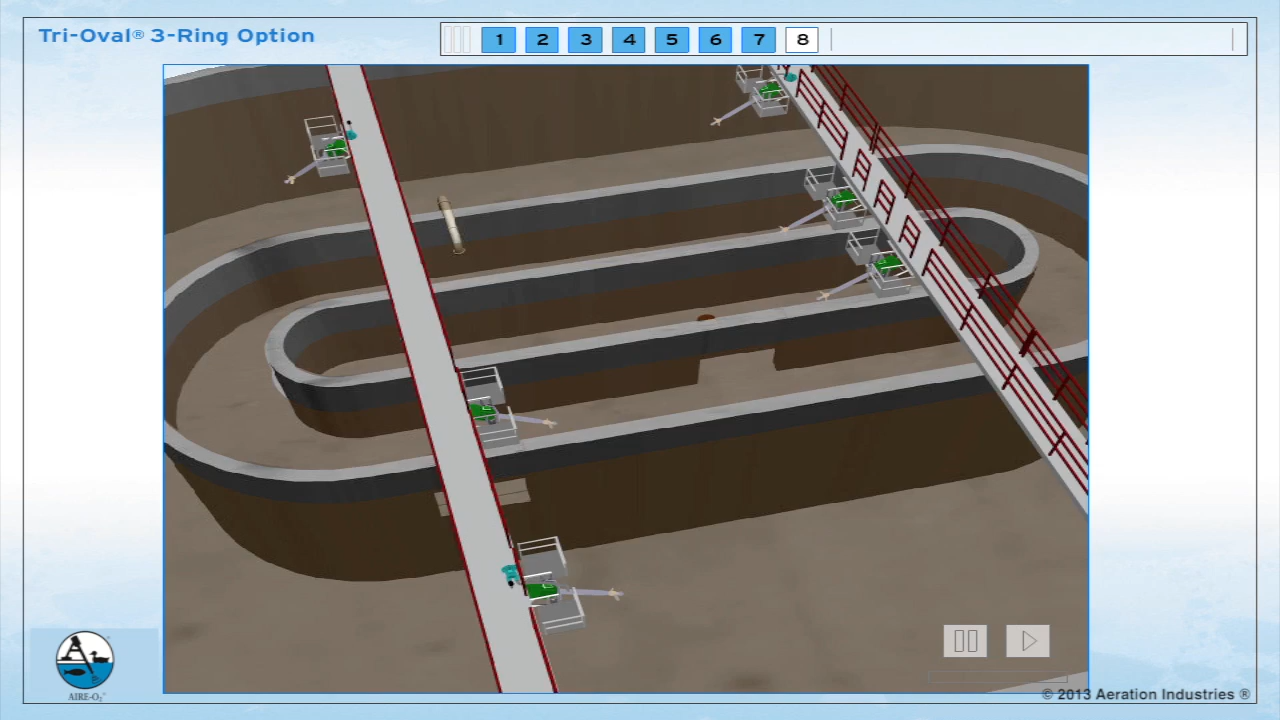 Tri-Oval® 3-Ring Option
1 2 3 4 5 6 7 8
AIRE-O₂®
© 2013 Aeration Industries ®